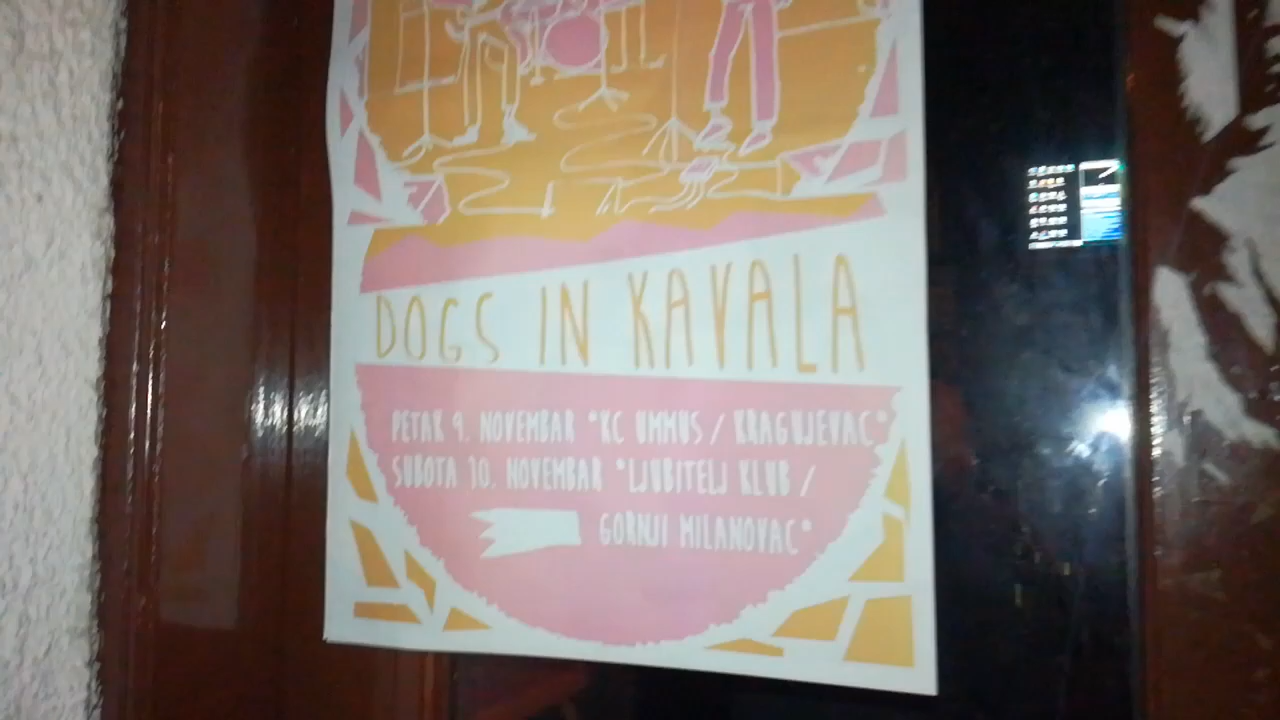 DOGS IN KAVALA
PETAK 9. NOVEMBAR "KC UMMUS / KRAGUJEVAC"
SUBOTA 10. NOVEMBAR "LJUBITELJ KLUB /
GORNJI MILANOVAC"